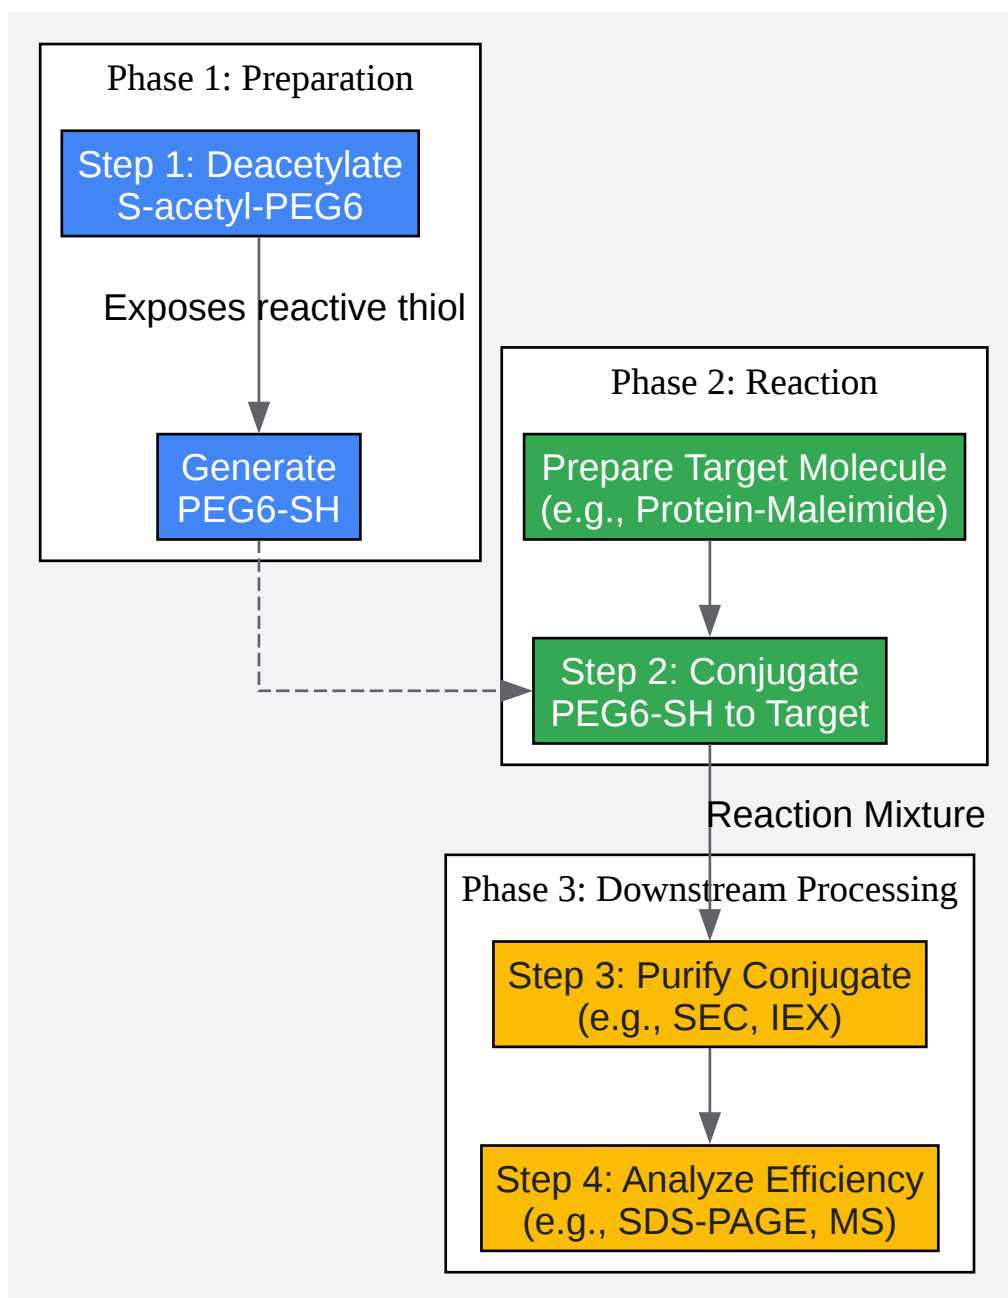 Phase 1: Preparation
Step 1: Deacetylate
S-acetyl-PEG6
Exposes reactive thiol
Generate
PEG6-SH
Phase 2: Reaction
Prepare Target Molecule
(e.g., Protein-Maleimide)
Step 2: Conjugate
PEG6-SH to Target
Reaction Mixture
Phase 3: Downstream Processing
Step 3: Purify Conjugate
(e.g., SEC, IEX)
Step 4: Analyze Efficiency
(e.g., SDS-PAGE, MS)